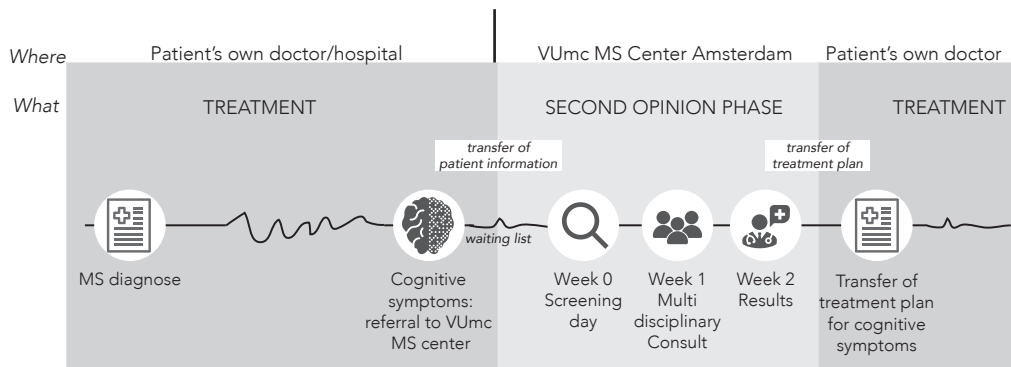 Where
Patient's own doctor/hospital
VUmc MS Center Amsterdam
Patient's own doctor
What
TREATMENT
SECOND OPINION PHASE
TREATMENT
transfer of
patient information
transfer of
treatment plan
waiting list
MS diagnose
Cognitive
symptoms:
referral to VUmc
MS center
Week 0
Screening
day
Week 1
Multi
disciplinary
Consult
Week 2
Results
Transfer of
treatment plan
for cognitive
symptoms